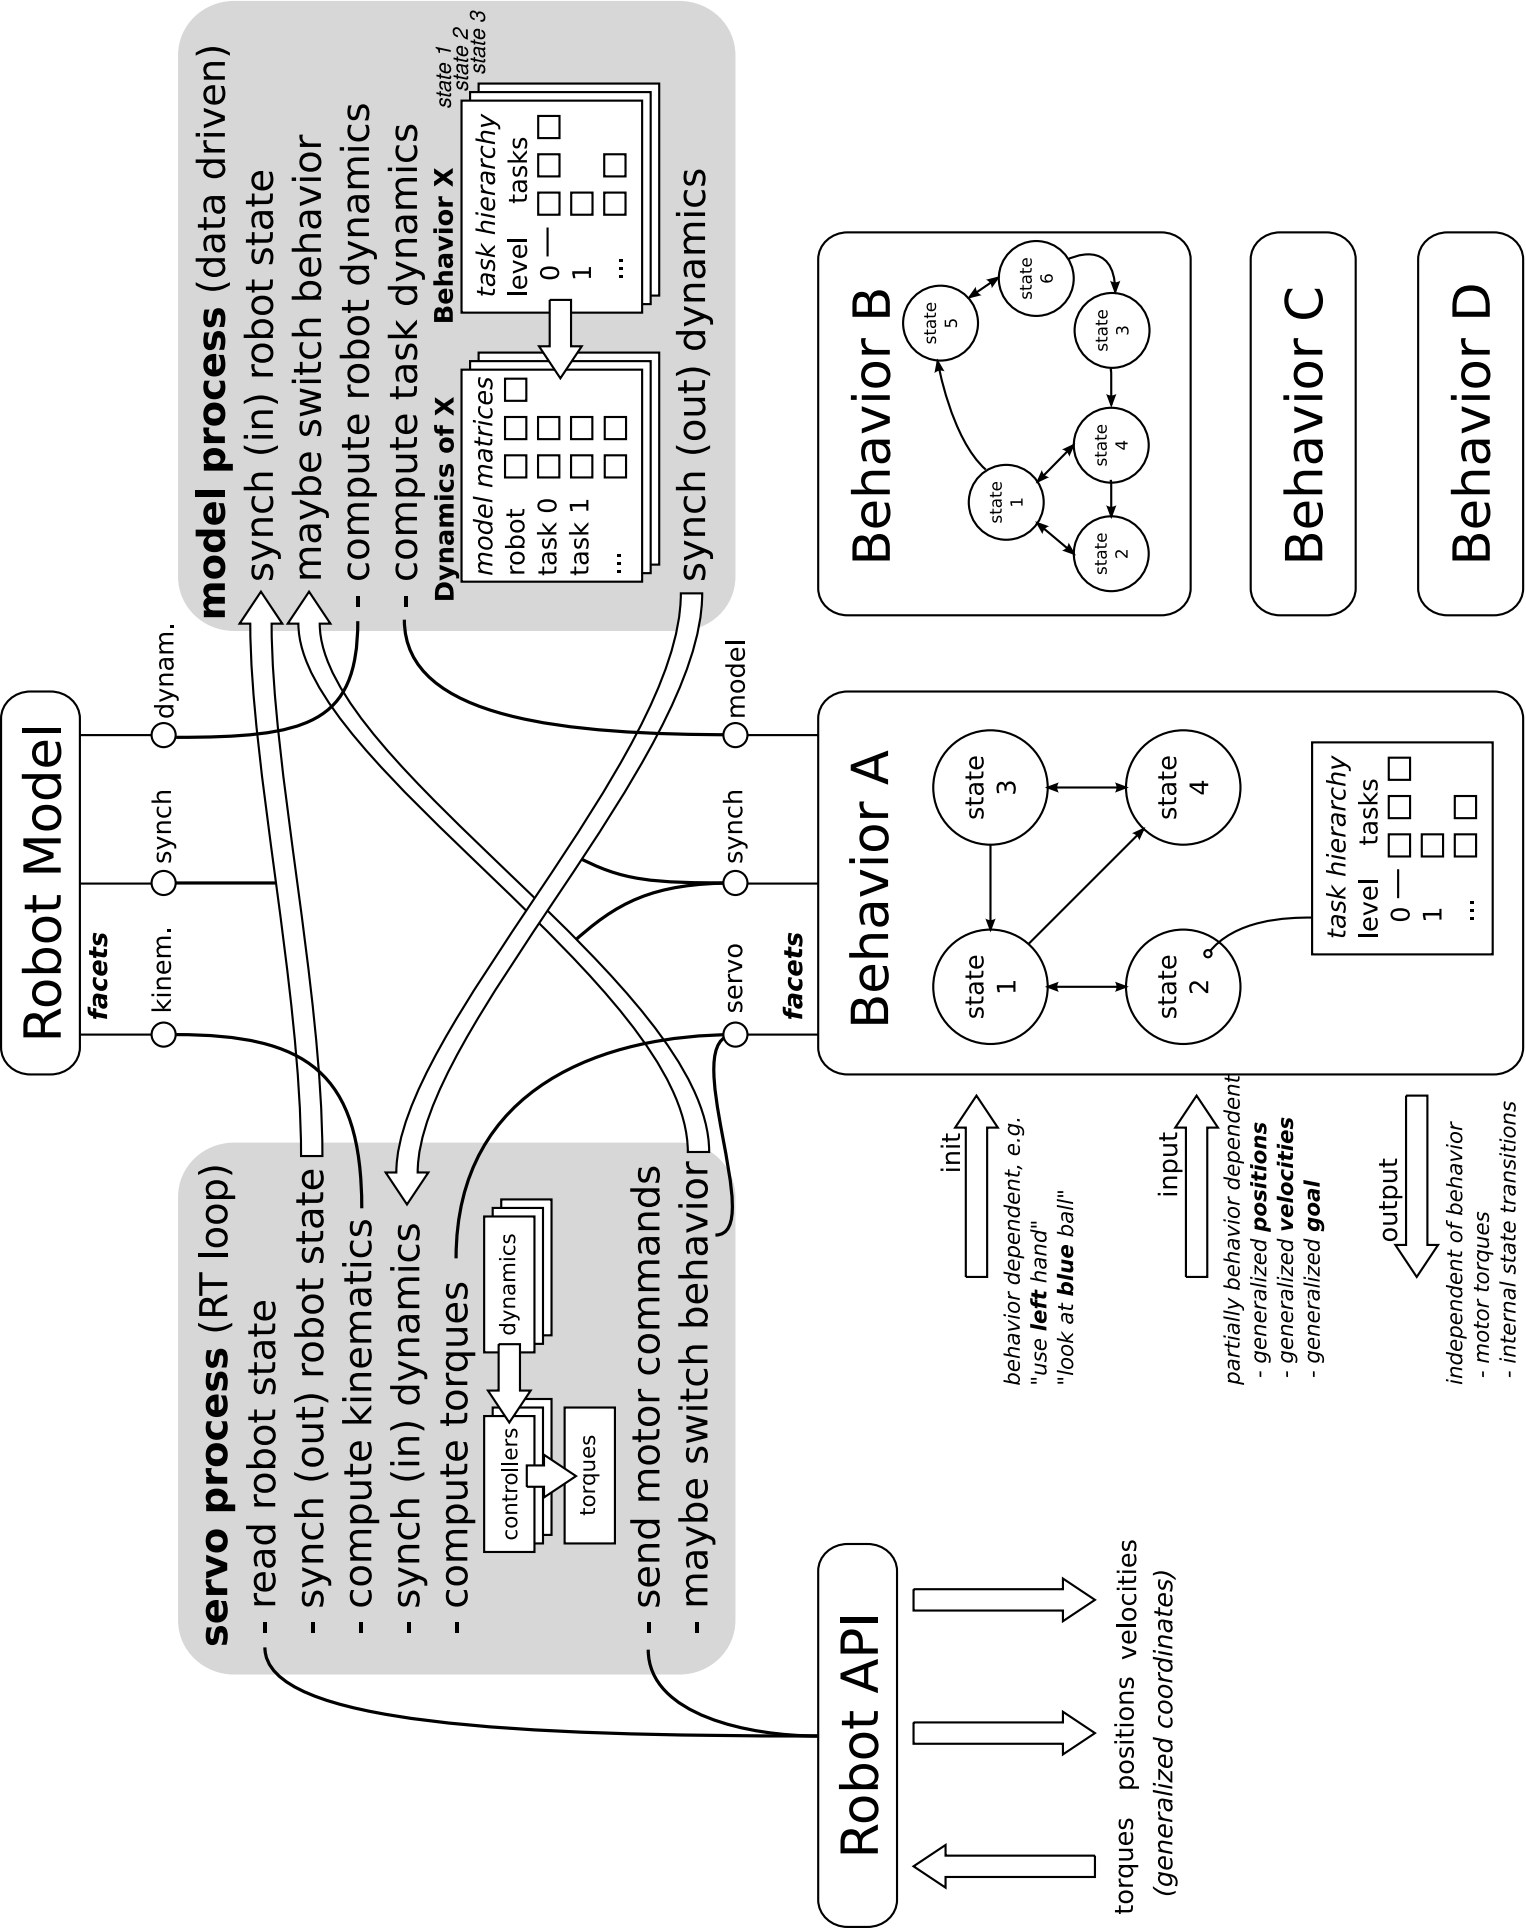 Robot Model
facets
kinem.
synch
dynam.
servo process (RT loop)
- read robot state
- synch (out) robot state
- compute kinematics
- synch (in) dynamics
- compute torques
controllers
dynamics
torques
- send motor commands
- maybe switch behavior
model process (data driven)
synch (in) robot state
maybe switch behavior
- compute robot dynamics
- compute task dynamics
Dynamics of X
model matrices
robot
task 0
task 1
...
Behavior X
state 1
state 2
state 3
task hierarchy
level tasks
0
1
...
synch (out) dynamics
servo
synch
model
facets
Robot API
torques positions velocities
(generalized coordinates)
init
behavior dependent, e.g.
"use left hand"
"look at blue ball"
input
partially behavior dependent
- generalized positions
- generalized velocities
- generalized goal
output
independent of behavior
- motor torques
- internal state transitions
Behavior A
state
1
state
3
state
2
state
4
task hierarchy
level tasks
0
1
...
Behavior B
state
5
state
1
state
6
state
2
state
4
state
3
Behavior C
Behavior D